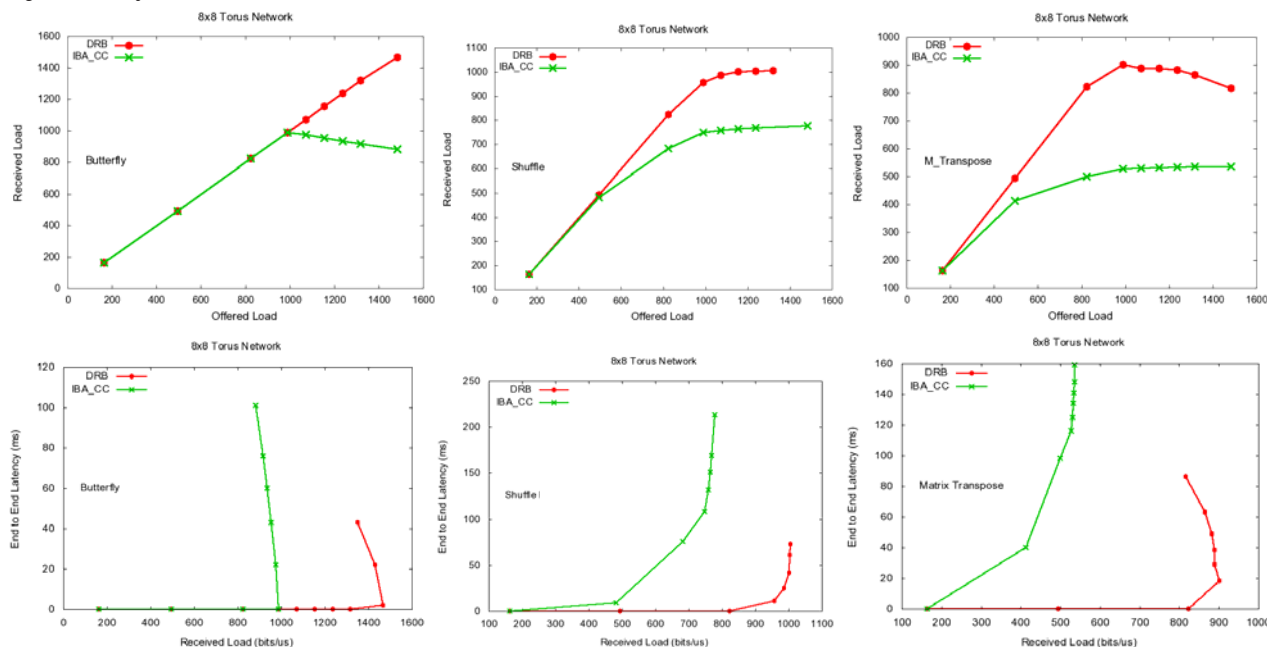 8x8 Torus Network
DRB
IBA_CC
Butterfly
Received Load
1600
1400
1200
1000
800
600
400
200
0
0 200 400 600 800 1000 1200 1400 1600
Offered Load
8x8 Torus Network
DRB
IBA_CC
Shuffle
Received Load
1100
1000
900
800
700
600
500
400
300
200
100
0 200 400 600 800 1000 1200 1400 1600
Offered Load
8x8 Torus Network
DRB
IBA_CC
M_Transpose
Received Load
900
800
700
600
500
400
300
200
100
0 200 400 600 800 1000 1200 1400 1600
Offered Load
8x8 Torus Network
DRB
IBA_CC
Butterfly
End to End Latency (ms)
120
100
80
60
40
20
0
0 200 400 600 800 1000 1200 1400 1600
Received Load (bits/us)
8x8 Torus Network
DRB
IBA_CC
Shuffle
End to End Latency (ms)
250
200
150
100
50
0
100 200 300 400 500 600 700 800 900 1000 1100
Received Load (bits/us)
8x8 Torus Network
DRB
IBA_CC
Matrix Transpose
End to End Latency (ms)
160
140
120
100
80
60
40
20
0
100 200 300 400 500 600 700 800 900 1000
Received Load (bits/us)